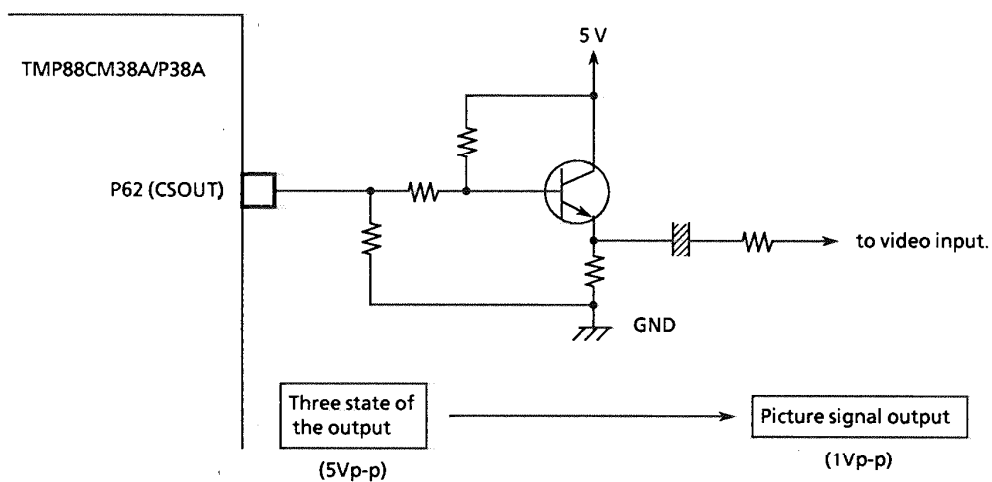 5 V
TMP88CM38A/P38A
P62 (CSOUT)
to video input.
GND
Three state of
the output
Picture signal output
(5Vp-p)
(1Vp-p)